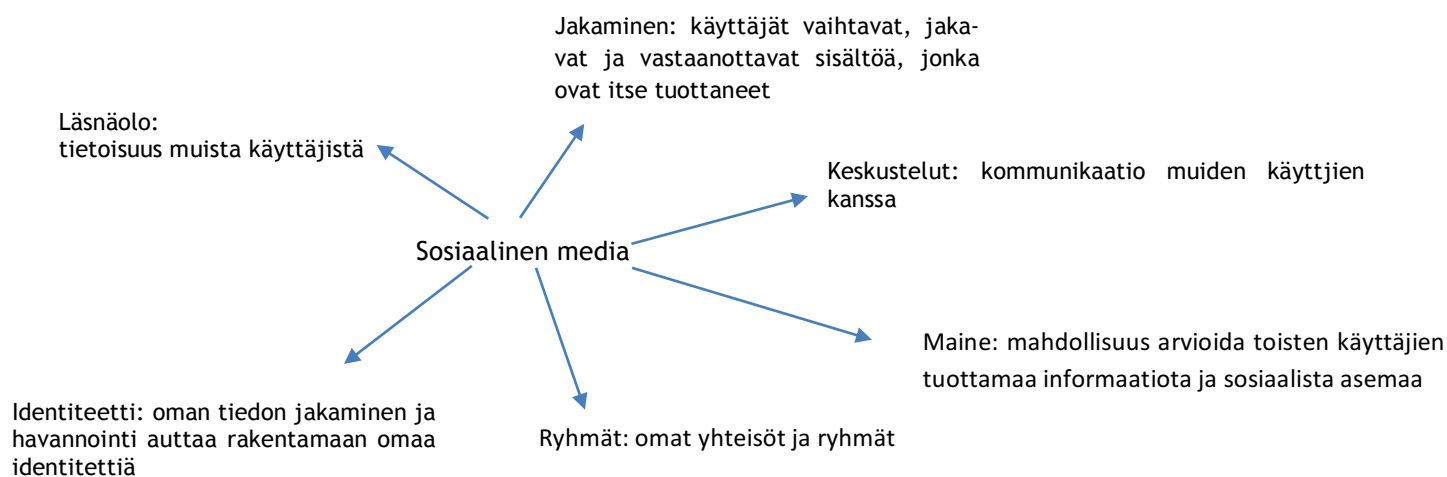 Jakaminen: käyttäjät vaihtavat, jaka-
vat ja vastaanottavat sisältöä, jonka
ovat itse tuottaneet
Läsnäolo:
tietoisuus muista käyttäjistä
Keskustelut: kommunikaatio muiden käyttjien
kanssa
Sosiaalinen media
Maine: mahdollisuus arvioida toisten käyttäjien
tuottamaa informaatiota ja sosiaalista asemaa
Identiteetti: oman tiedon jakaminen ja
havannointi auttaa rakentamaan omaa
identitettiä
Ryhmät: omat yhteisöt ja ryhmät